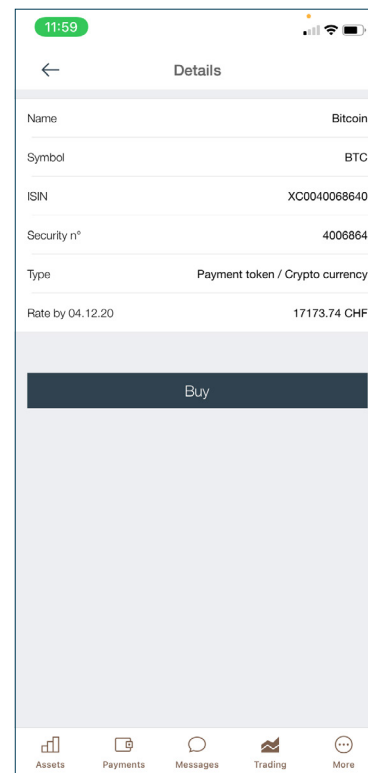 11:59
Details
Name Bitcoin
Symbol BTC
ISIN XC0040068640
Security n° 4006864
Type Payment token / Crypto currency
Rate by 04.12.20 17173.74 CHF
Buy
Assets Payments Messages Trading More